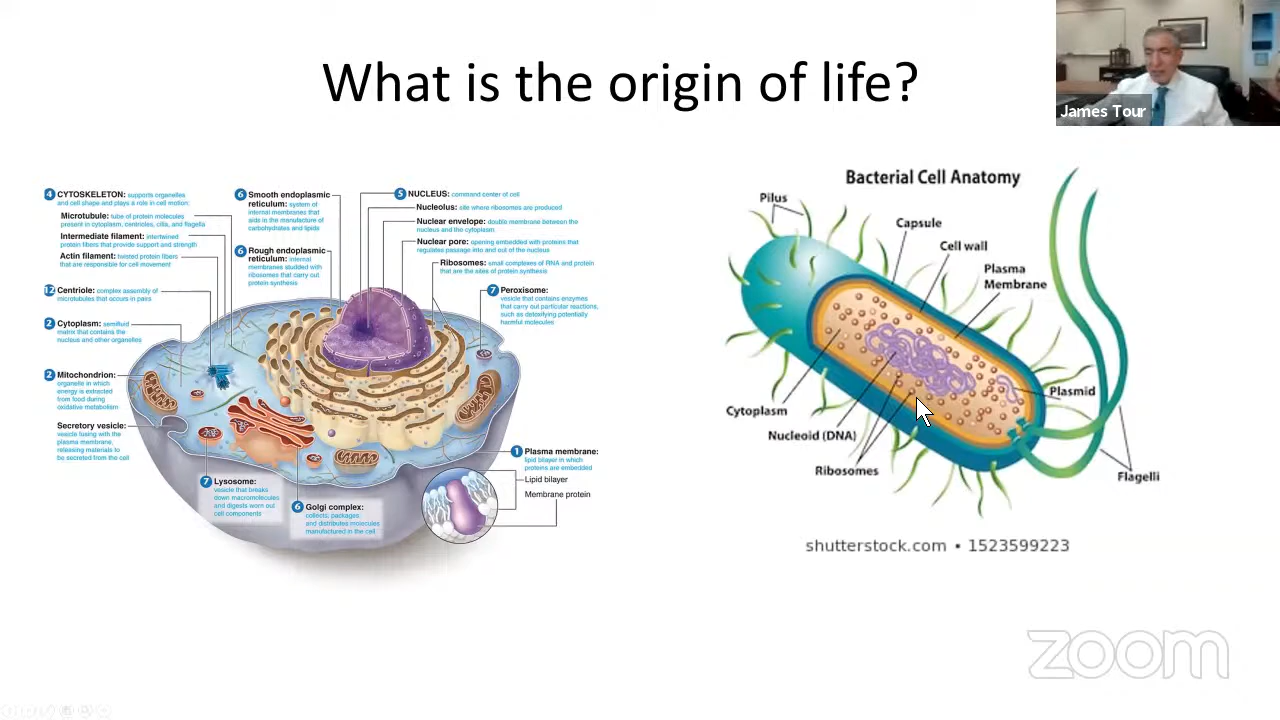 What is the origin of life?
James Tour
4 CYTOSKELETON: supports organelles
and cell shape and plays a role in cell motion:
Microtubule: tube of protein molecules
present in cytoplasm, centrioles, cilia, and flagella
Intermediate filament: intertwined
protein fibers that provide support and strength
Actin filament: twisted protein fibers
that are responsible for cell movement
12 Centriole: complex assembly of
microtubules that occurs in pairs
2 Cytoplasm: semifluid
matrix that contains the
nucleus and other organelles
2 Mitochondrion:
organelle in which
energy is extracted
from food during
oxidative metabolism
Secretory vesicle:
vesicle fusing with the
plasma membrane,
releasing materials to
be secreted from the cell
6 Smooth endoplasmic
reticulum: system of
internal membranes that
aids in the manufacture of
carbohydrates and lipids
6 Rough endoplasmic
reticulum: internal
membranes studded with
ribosomes that carry out
protein synthesis
5 NUCLEUS: command center of cell
Nucleolus: site where ribosomes are produced
Nuclear envelope: double membrane between the
nucleus and the cytoplasm
Nuclear pore: opening embedded with proteins that
regulates passage into and out of the nucleus
Ribosomes: small complexes of RNA and protein
that are the sites of protein synthesis
7 Peroxisome:
vesicle that contains enzymes
that carry out particular reactions,
such as detoxifying potentially
harmful molecules
7 Lysosome:
vesicle that breaks
down macromolecules
and digests worn out
cell components
6 Golgi complex:
collects, packages
and distributes molecules
manufactured in the cell
1 Plasma membrane:
lipid bilayer in which
proteins are embedded
Lipid bilayer
Membrane protein
Bacterial Cell Anatomy
Pilus
Capsule
Cell wall
Plasma
Membrane
Cytoplasm
Nucleoid (DNA)
Ribosomes
Plasmid
Flagelli
shutterstock.com • 1523599223
zoom